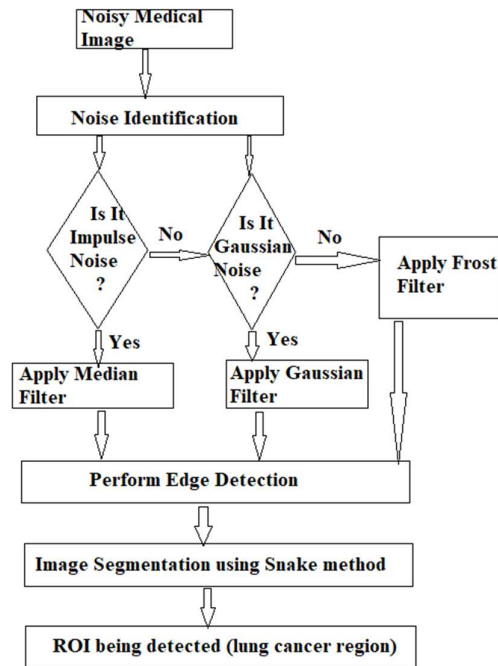 Noisy Medical
Image
Noise Identification
Is It
Impulse
Noise
?
No
Is It
Gaussian
Noise
?
No
Apply Frost
Filter
Yes
Yes
Apply Median
Filter
Apply Gaussian
Filter
Perform Edge Detection
Image Segmentation using Snake method
ROI being detected (lung cancer region)